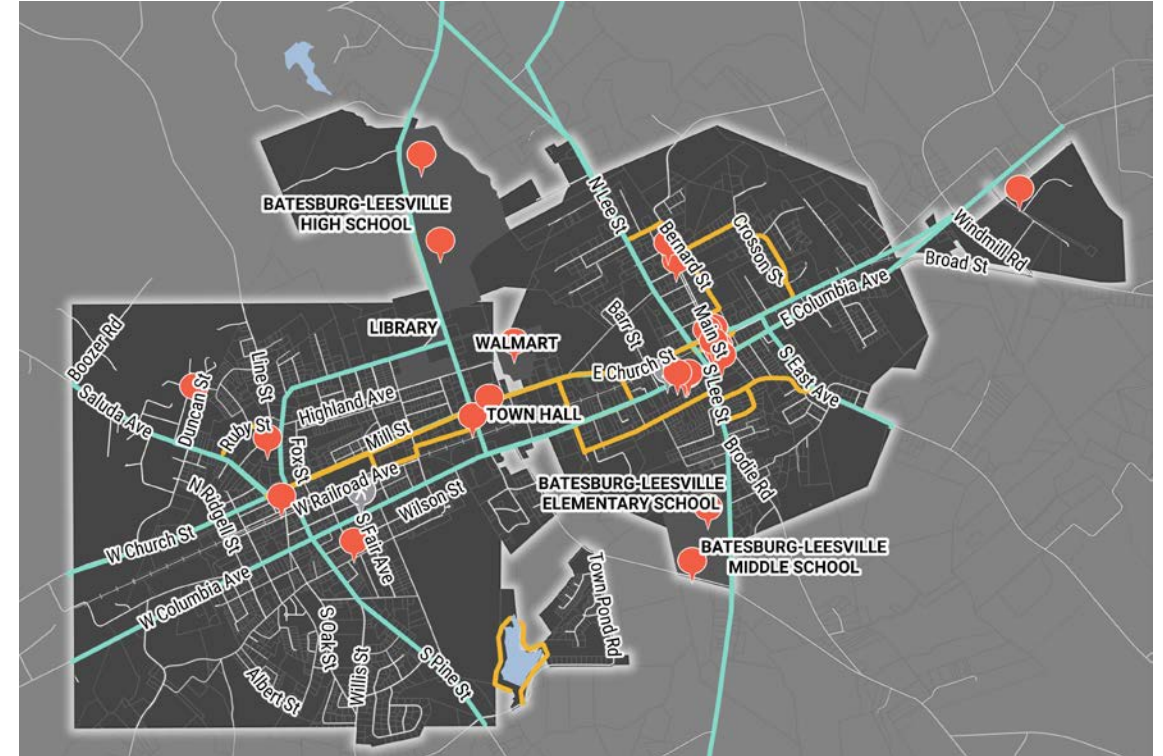 N Lee St
BATESBURG-LEESVILLE
HIGH SCHOOL
Bernard St
Crosson St
Windmill Rd
Broad St
E Columbia Ave
LIBRARY
WALMART
Barr St
Main St
Boozer Rd
Line St
E Church St
S Lee St
S East Ave
Saluda Ave
Duncan St
Highland Ave
Ruby St
Mill St
TOWN HALL
Fox St
W Railroad Ave
Brodie Rd
N Ridgell St
Wilson St
BATESBURG-LEESVILLE
ELEMENTARY SCHOOL
W Church St
S Fair Ave
BATESBURG-LEESVILLE
MIDDLE SCHOOL
W Columbia Ave
Town Pond Rd
S Oak St
Willis St
Albert St
S Pine St